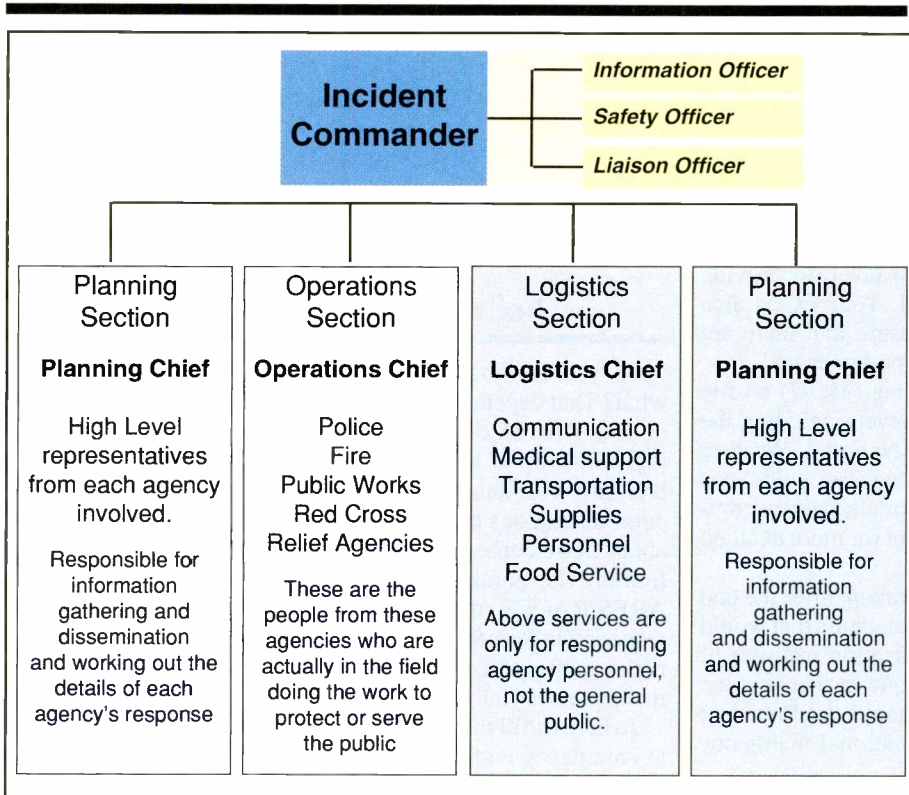 Incident
Commander
Information Officer
Safety Officer
Liaison Officer
Planning
Section
Planning Chief
High Level
representatives
from each agency
involved.
Responsible for
information
gathering and
dissemination
and working out the
details of each
agency's response
Operations
Section
Operations Chief
Police
Fire
Public Works
Red Cross
Relief Agencies
These are the
people from these
agencies who are
actually in the field
doing the work to
protect or serve
the public
Logistics
Section
Logistics Chief
Communication
Medical support
Transportation
Supplies
Personnel
Food Service
Above services are
only for responding
agency personnel,
not the general
public.
Planning
Section
Planning Chief
High Level
representatives
from each agency
involved.
Responsible for
information
gathering
and dissemination
and working out the
details of each
agency's response